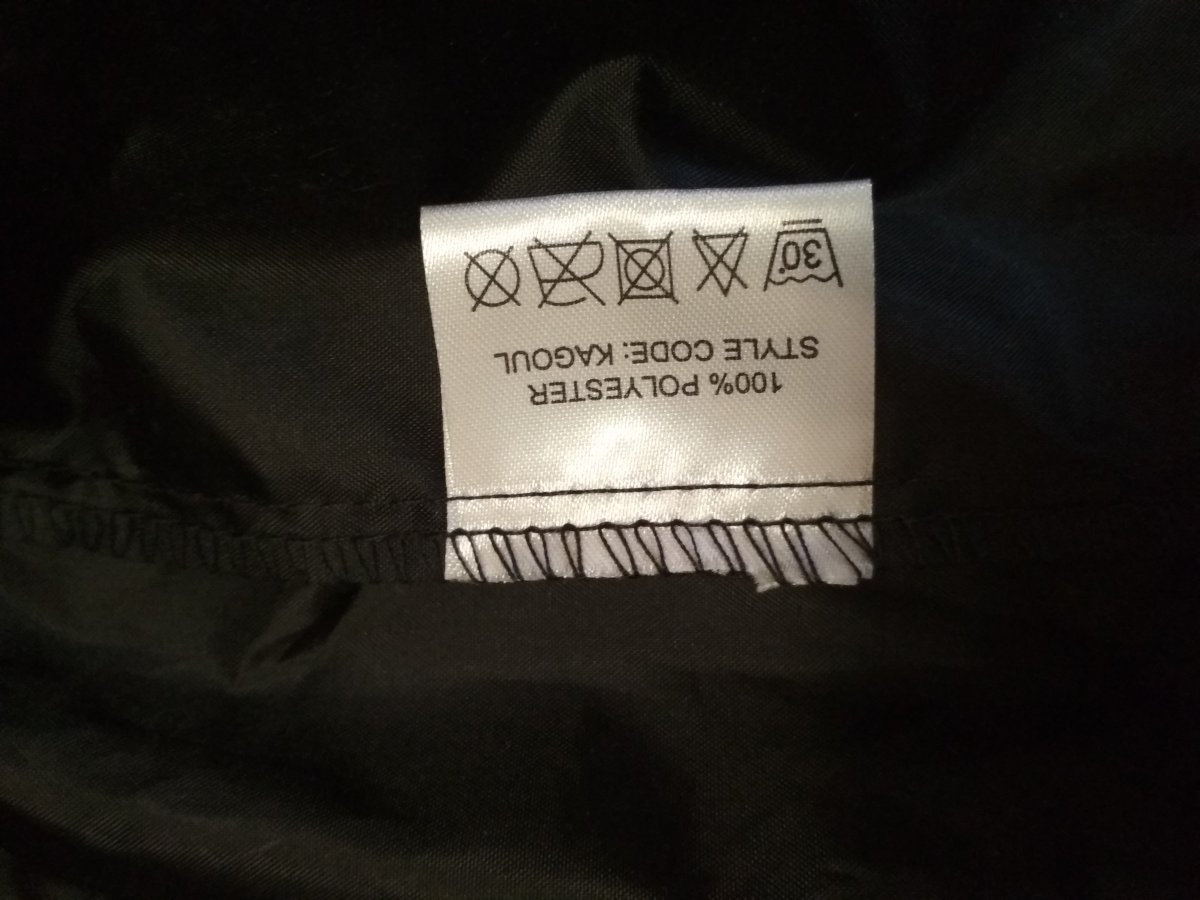 100% POLYESTER
STYLE CODE: KAGOUL
30°